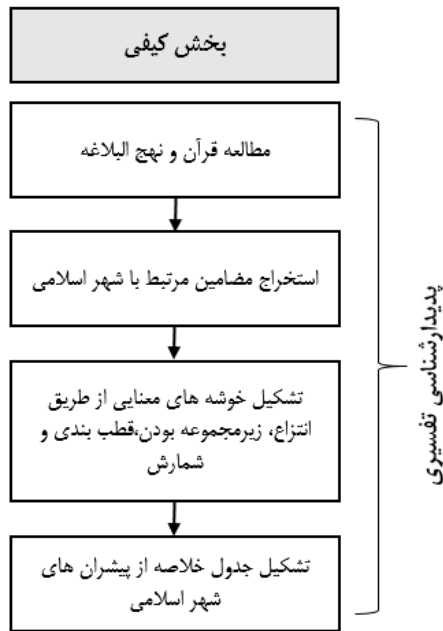 بخش کیفی
مطالعه قرآن و نهج البلاغه
استخراج مضامین مرتبط با شهر اسلامی
تشکیل خوشه های معنایی از طریق
انتزاع، زیرمجموعه بودن،قطب بندی و
شمارش
تشکیل جدول خلاصه از پیشران های
شهر اسلامی
پدیدارشناسی تفسیری